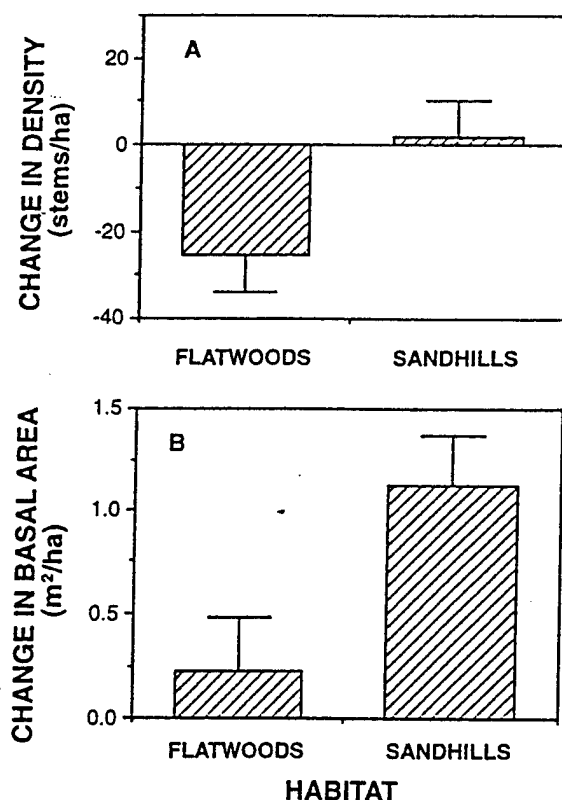 A
CHANGE IN DENSITY
(stems/ha)
20
0
-20
-40
FLATWOODS SANDHILLS
B
CHANGE IN BASAL AREA
(m²/ha)
1.5
1.0
0.5
0.0
FLATWOODS SANDHILLS
HABITAT